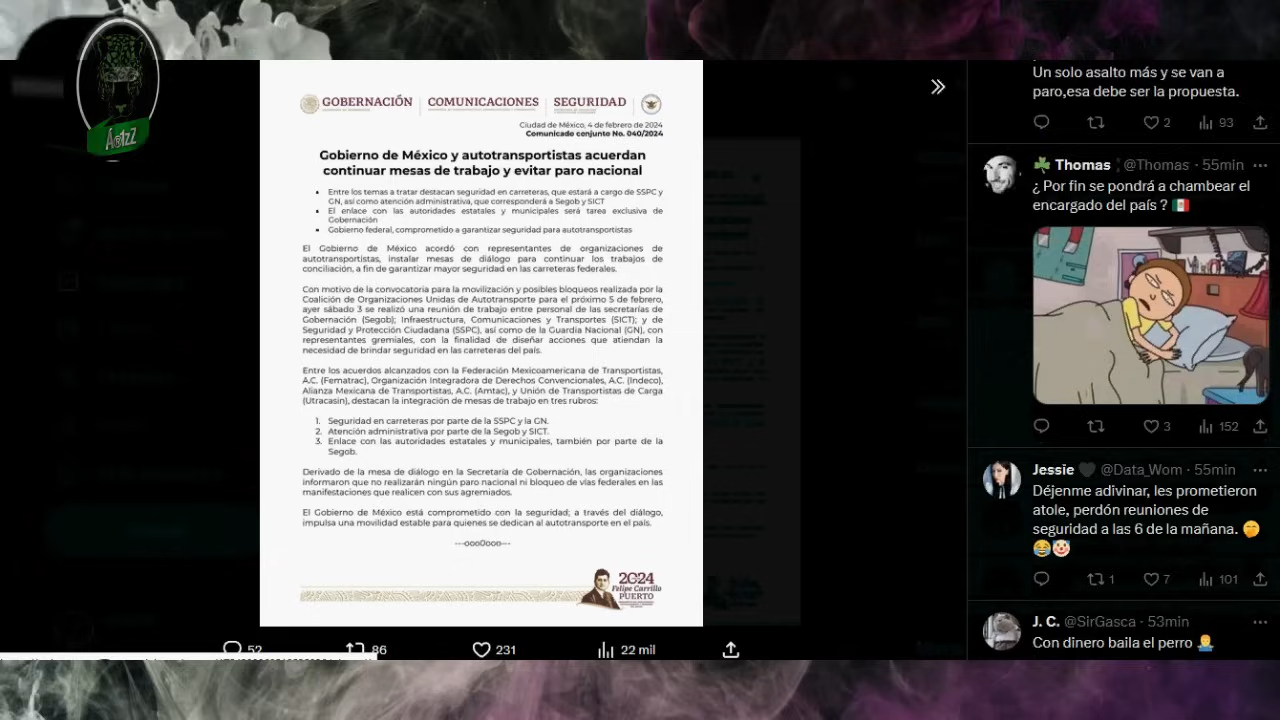 ArizZ
GOBERNACIÓN
COMUNICACIONES
SEGURIDAD
Ciudad de México, 4 de febrero de 2024
Comunicado conjunto No. 040/2024
Gobierno de México y autotransportistas acuerdan
continuar mesas de trabajo y evitar paro nacional
• Entre los temas a tratar destacan seguridad en carreteras, que estará a cargo de SSPC y
GN, así como atención administrativa, que corresponderá a Segob y SICT
• El enlace con las autoridades estatales y municipales será tarea exclusiva de
Gobernación
• Gobierno federal, comprometido a garantizar seguridad para autotransportistas
El Gobierno de México acordó con representantes de organizaciones de
autotransportistas, instalar mesas de diálogo para continuar los trabajos de
conciliación, a fin de garantizar mayor seguridad en las carreteras federales.
Con motivo de la convocatoria para la movilización y posibles bloqueos realizada por la
Coalición de Organizaciones Unidas de Autotransporte para el próximo 5 de febrero,
ayer sábado 3 se realizó una reunión de trabajo entre personal de las secretarías de
Gobernación (Segob); Infraestructura, Comunicaciones y Transportes (SICT); y de
Seguridad y Protección Ciudadana (SSPC), así como de la Guardia Nacional (GN), con
representantes gremiales, con la finalidad de diseñar acciones que atiendan la
necesidad de brindar seguridad en las carreteras del país.
Entre los acuerdos alcanzados con la Federación Mexicoamericana de Transportistas,
A.C. (Fematrac), Organización Integradora de Derechos Convencionales, A.C. (Indeco),
Alianza Mexicana de Transportistas, A.C. (Amtac), y Unión de Transportistas de Carga
(Utracasin), destacan la integración de mesas de trabajo en tres rubros:
1. Seguridad en carreteras por parte de la SSPC y la GN.
2. Atención administrativa por parte de la Segob y SICT.
3. Enlace con las autoridades estatales y municipales, también por parte de la
Segob.
Derivado de la mesa de diálogo en la Secretaría de Gobernación, las organizaciones
informaron que no realizarán ningún paro nacional ni bloqueo de vías federales en las
manifestaciones que realicen con sus agremiados.
El Gobierno de México está comprometido con la seguridad; a través del diálogo,
impulsa una movilidad estable para quienes se dedican al autotransporte en el país.
---ooo0ooo---
2024
Felipe Carrillo
PUERTO
52 86 231 22 mil
Un solo asalto más y se van a
paro,esa debe ser la propuesta.
2 93
Thomas @Thomas · 55min
¿ Por fin se pondrá a chambear el
encargado del país ? 🇲🇽
3 152
Jessie 🖤 @Data_Wom · 55min
Déjenme adivinar, les prometieron
atole, perdón reuniones de
seguridad a las 6 de la mañana. 🤭
😂🤡
1 7 101
J. C. @SirGasca · 53min
Con dinero baila el perro